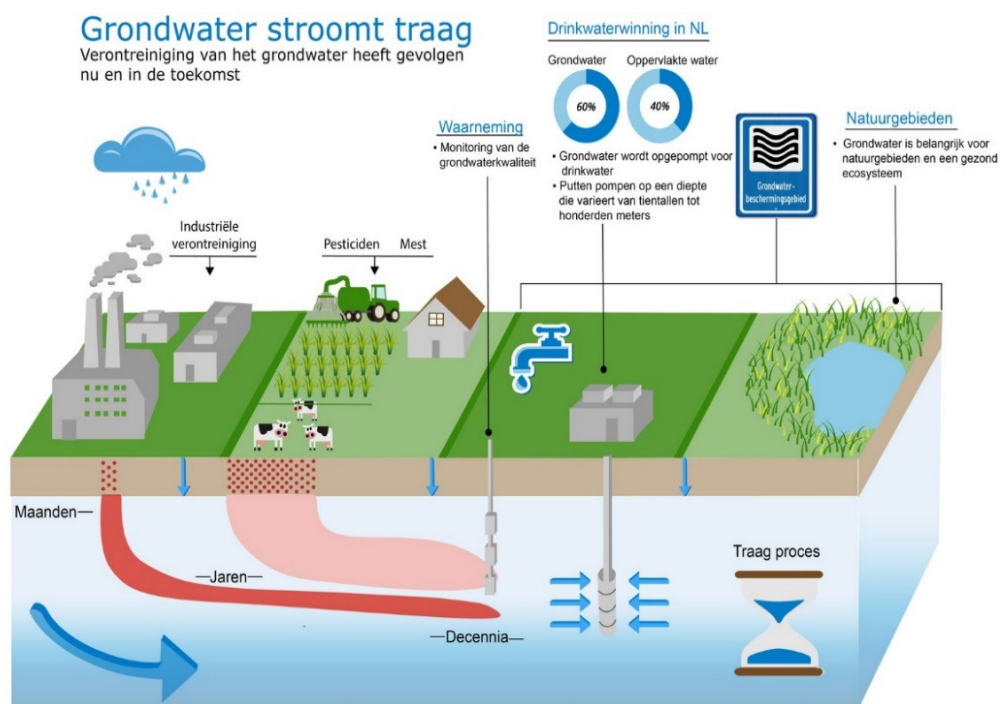 Grondwater stroomt traag
Verontreiniging van het grondwater heeft gevolgen
nu en in de toekomst
Drinkwaterwinning in NL
Grondwater
Oppervlakte water
60%
40%
• Grondwater wordt opgepompt voor
drinkwater
• Putten pompen op een diepte
die varieert van tientallen tot
honderden meters
Waarneming
• Monitoring van de
grondwaterkwaliteit
Grondwater-
beschermingsgebied
Natuurgebieden
• Grondwater is belangrijk voor
natuurgebieden en een gezond
ecosysteem
Industriële
verontreiniging
Pesticiden
Mest
Maanden
Jaren
Decennia
Traag proces